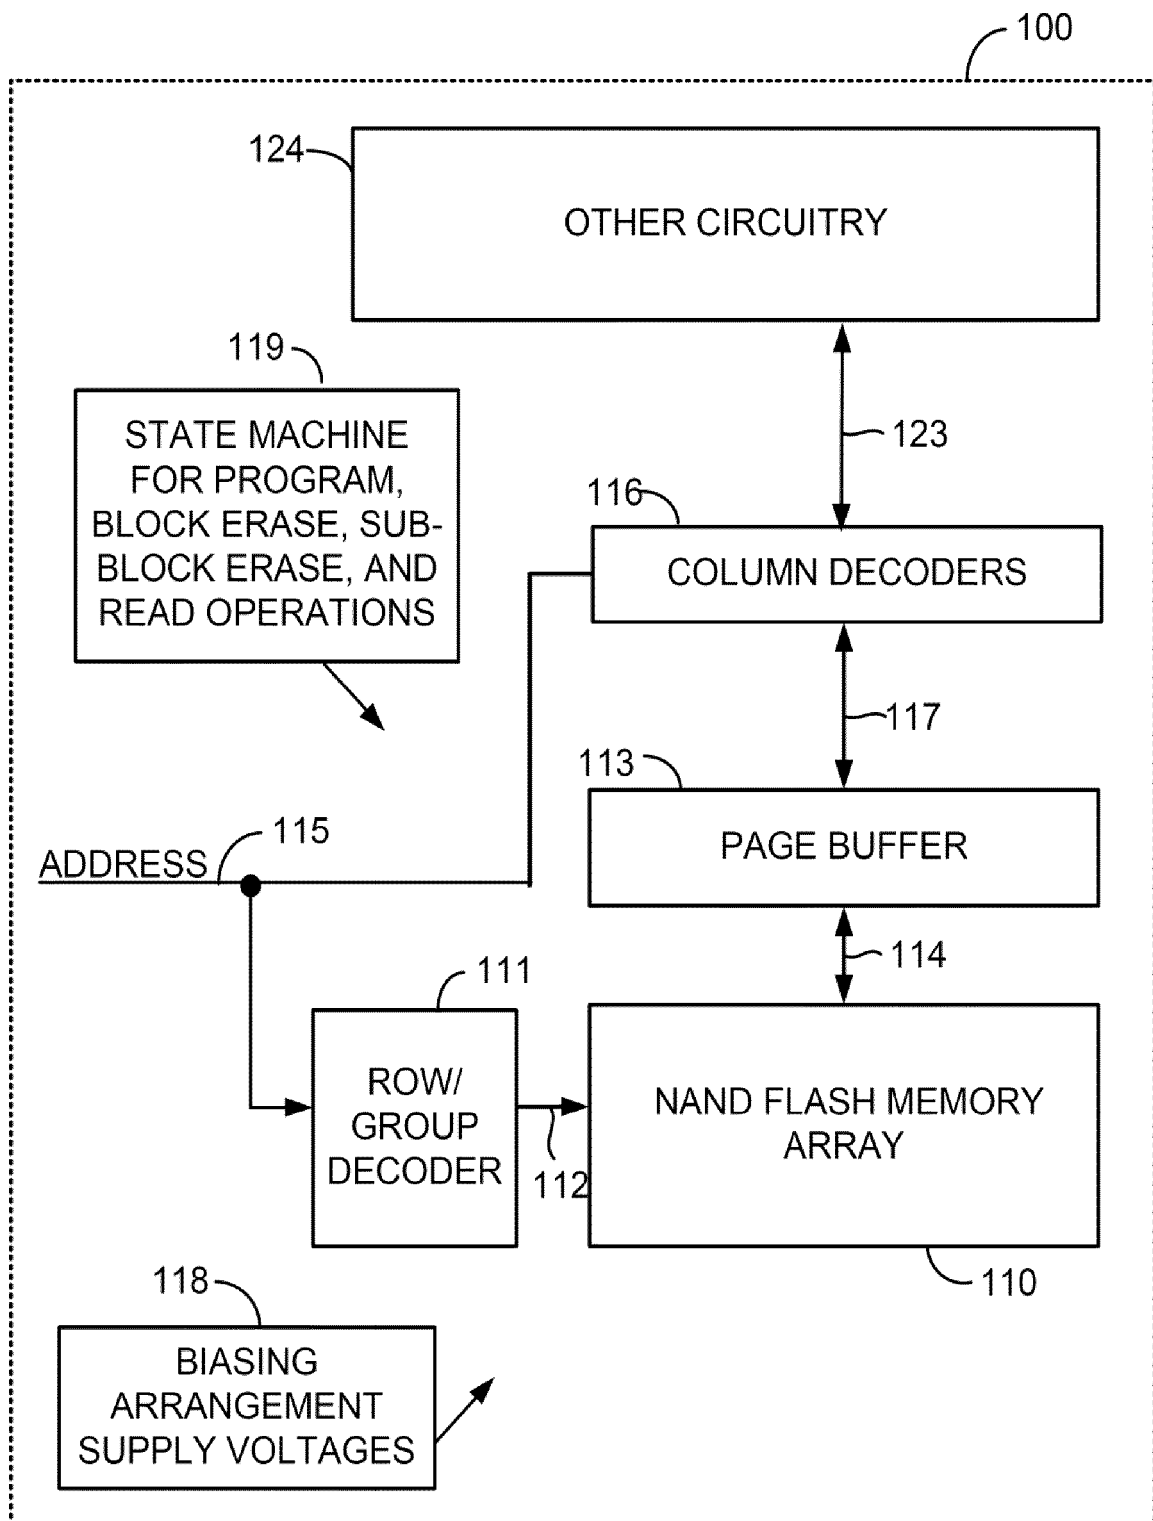 100
124
OTHER CIRCUITRY
119
STATE MACHINE
FOR PROGRAM,
BLOCK ERASE, SUB-
BLOCK ERASE, AND
READ OPERATIONS
123
116
COLUMN DECODERS
117
113
PAGE BUFFER
115
ADDRESS
114
111
ROW/
GROUP
DECODER
112
NAND FLASH MEMORY
ARRAY
110
118
BIASING
ARRANGEMENT
SUPPLY VOLTAGES